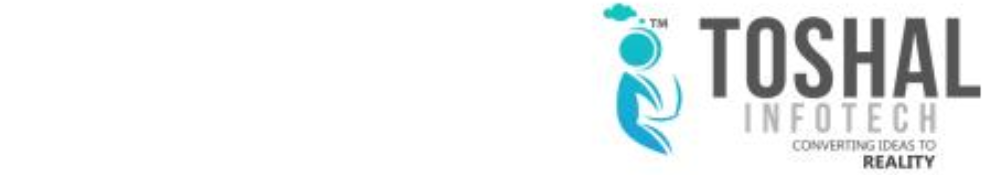 TM
TOSHAL
INFOTECH
CONVERTING IDEAS TO
REALITY